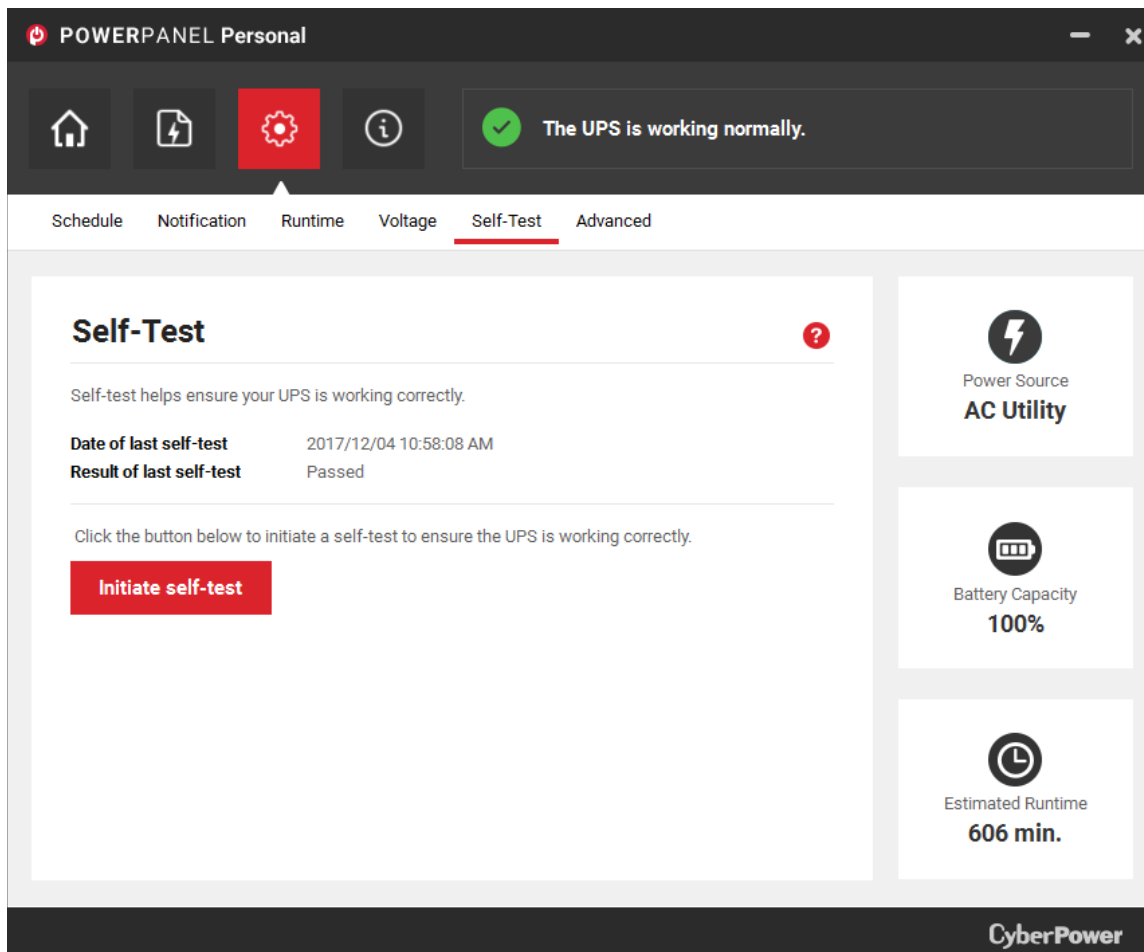 POWERPANEL Personal
The UPS is working normally.
Schedule Notification Runtime Voltage Self-Test Advanced
Self-Test
?
Self-test helps ensure your UPS is working correctly.
Date of last self-test 2017/12/04 10:58:08 AM
Result of last self-test Passed
Click the button below to initiate a self-test to ensure the UPS is working correctly.
Initiate self-test
Power Source
AC Utility
Battery Capacity
100%
Estimated Runtime
606 min.
CyberPower